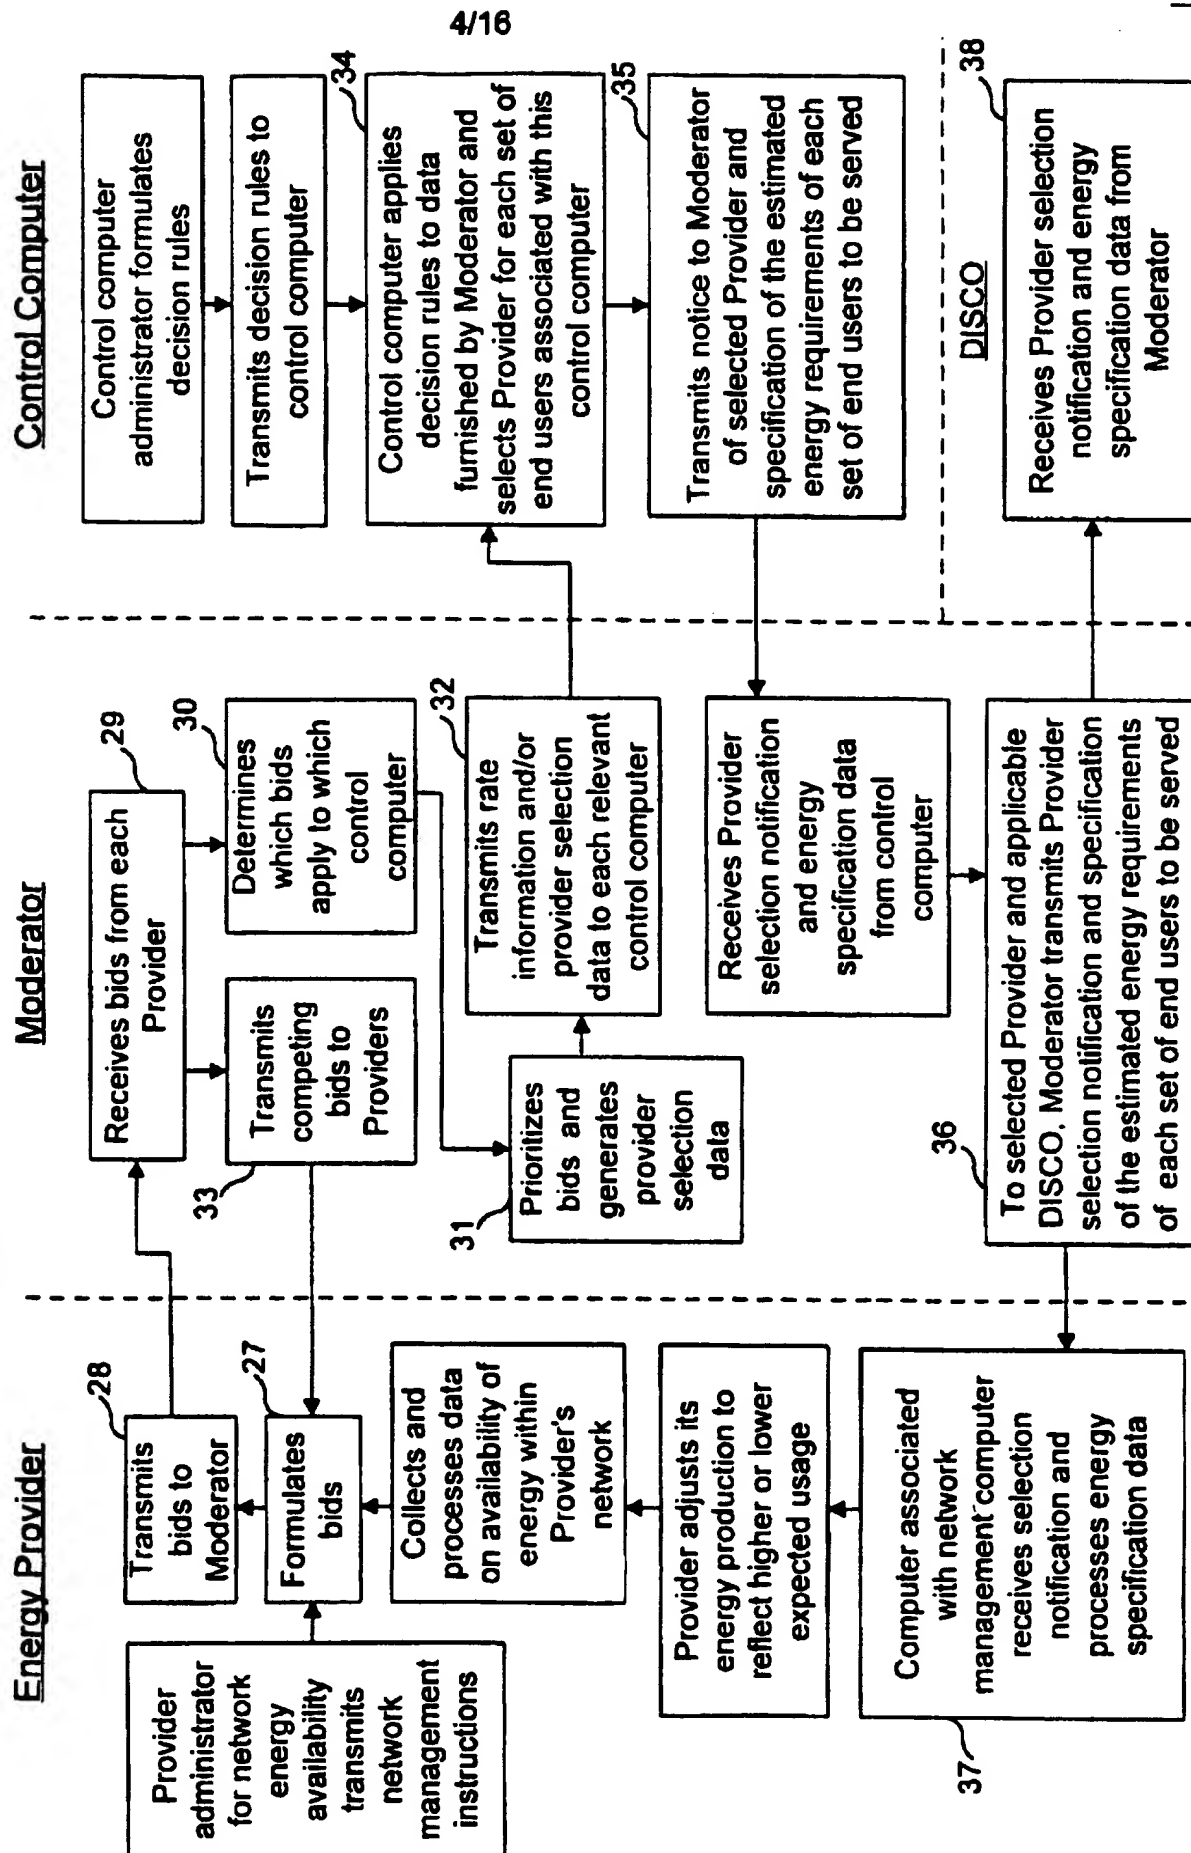 4/16
Energy Provider
Provider
administrator
for network
energy
availability
transmits
network
management
instructions
28
Transmits
bids to
Moderator
27
Formulates
bids
Collects and
processes data
on availability of
energy within
Provider's
network
Provider adjusts its
energy production to
reflect higher or lower
expected usage
Computer associated
with network
management computer
receives selection
notification and
processes energy
specification data
37
Moderator
29
Receives bids from each
Provider
33
Transmits
competing
bids to
Providers
30
Determines
which bids
apply to which
control
computer
31
Prioritizes
bids and
generates
provider
selection
data
32
Transmits rate
information and/or
provider selection
data to each relevant
control computer
Receives Provider
selection notification
and energy
specification data
from control
computer
36
To selected Provider and applicable
DISCO, Moderator transmits Provider
selection notification and specification
of the estimated energy requirements
of each set of end users to be served
Control Computer
Control computer
administrator formulates
decision rules
Transmits decision rules to
control computer
34
Control computer applies
decision rules to data
furnished by Moderator and
selects Provider for each set of
end users associated with this
control computer
35
Transmits notice to Moderator
of selected Provider and
specification of the estimated
energy requirements of each
set of end users to be served
DISCO
38
Receives Provider selection
notification and energy
specification data from
Moderator